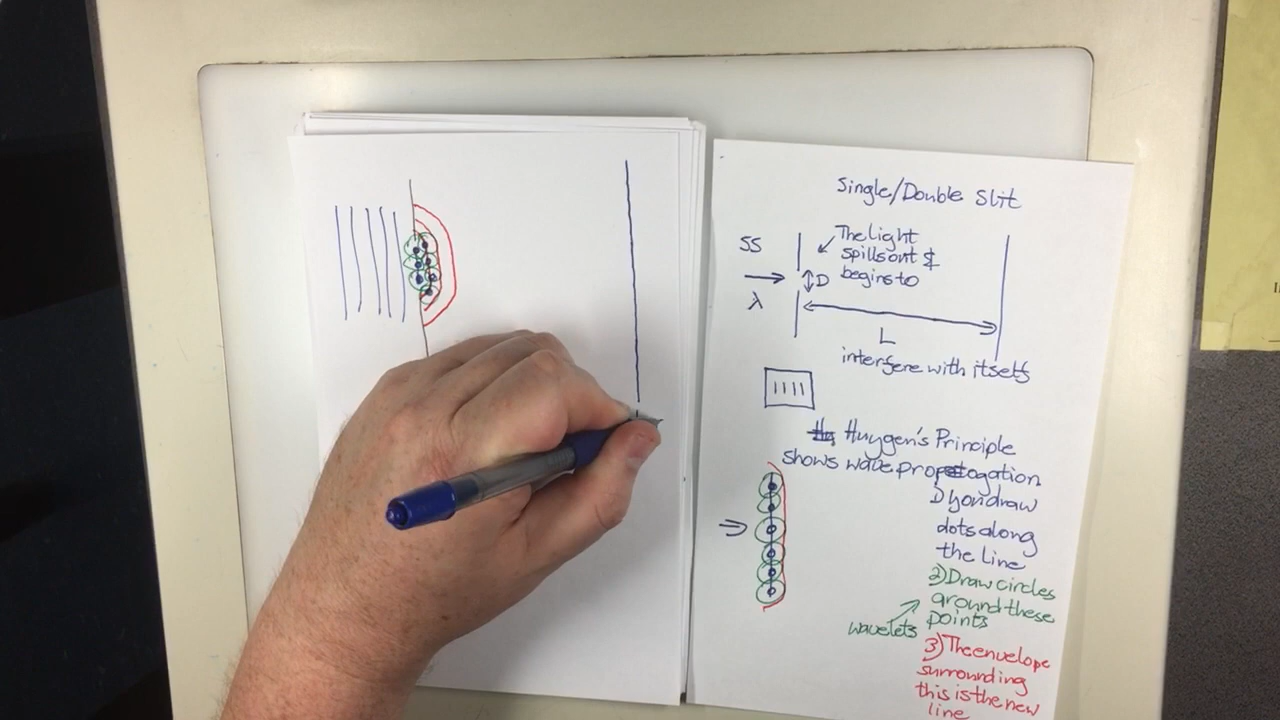 Single/Double Slit
SS
The light
spills out &
D
begins to
λ
L
interfere with itself
Huygen's Principle
shows wave propotogation
1) you draw
dots along
the line
2) Draw circles
around these
points
wavelets
3) The envelope
surrounding
this is the new
line